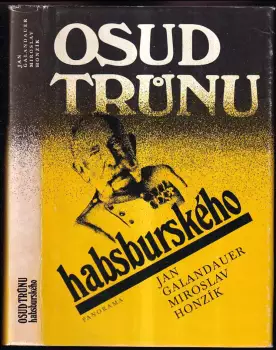 JAN
GALANDAUER
MIROSLAV
HONZÍK
OSUD TRŮNU
habsburského
OSUD
TRŮNU
habsburského
JAN
GALANDAUER
MIROSLAV
HONZÍK
PANORAMA